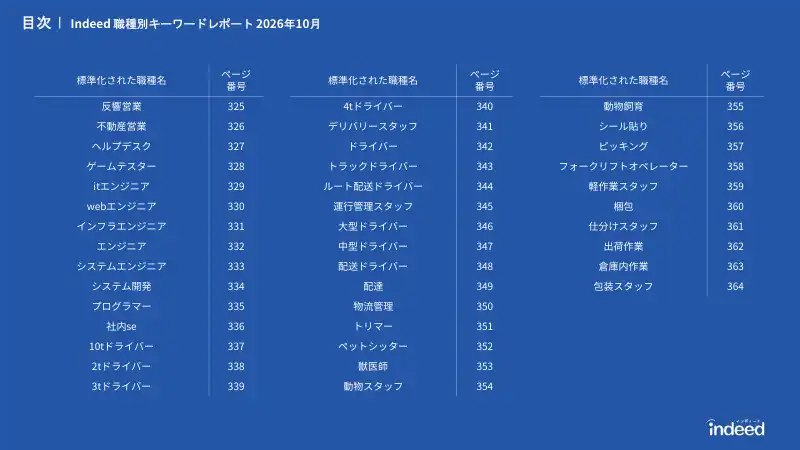 目次 | Indeed 職種別キーワードレポート 2026年10月
標準化された職種名 ページ番号
反響営業 325
不動産営業 326
ヘルプデスク 327
ゲームテスター 328
itエンジニア 329
webエンジニア 330
インフラエンジニア 331
エンジニア 332
システムエンジニア 333
システム開発 334
プログラマー 335
社内se 336
10tドライバー 337
2tドライバー 338
3tドライバー 339
標準化された職種名 ページ番号
4tドライバー 340
デリバリースタッフ 341
ドライバー 342
トラックドライバー 343
ルート配送ドライバー 344
運行管理スタッフ 345
大型ドライバー 346
中型ドライバー 347
配送ドライバー 348
配達 349
物流管理 350
トリマー 351
ペットシッター 352
獣医師 353
動物スタッフ 354
標準化された職種名 ページ番号
動物飼育 355
シール貼り 356
ピッキング 357
フォークリフトオペレーター 358
軽作業スタッフ 359
梱包 360
仕分けスタッフ 361
出荷作業 362
倉庫内作業 363
包装スタッフ 364
インディード
indeed